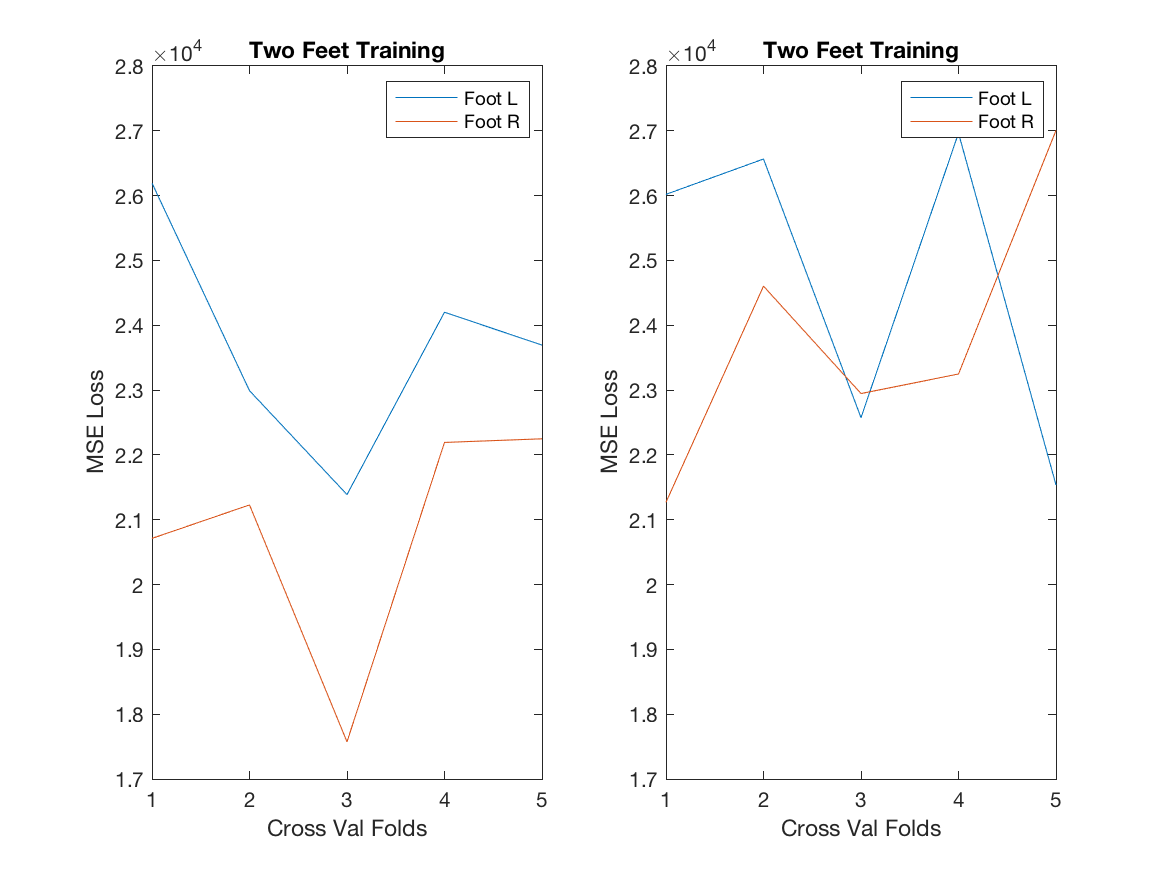 ×10⁴
Two Feet Training
Foot L
Foot R
2.8
2.7
2.6
2.5
2.4
2.3
2.2
2.1
2
1.9
1.8
1.7
MSE Loss
1 2 3 4 5
Cross Val Folds
×10⁴
Two Feet Training
Foot L
Foot R
2.8
2.7
2.6
2.5
2.4
2.3
2.2
2.1
2
1.9
1.8
1.7
MSE Loss
1 2 3 4 5
Cross Val Folds